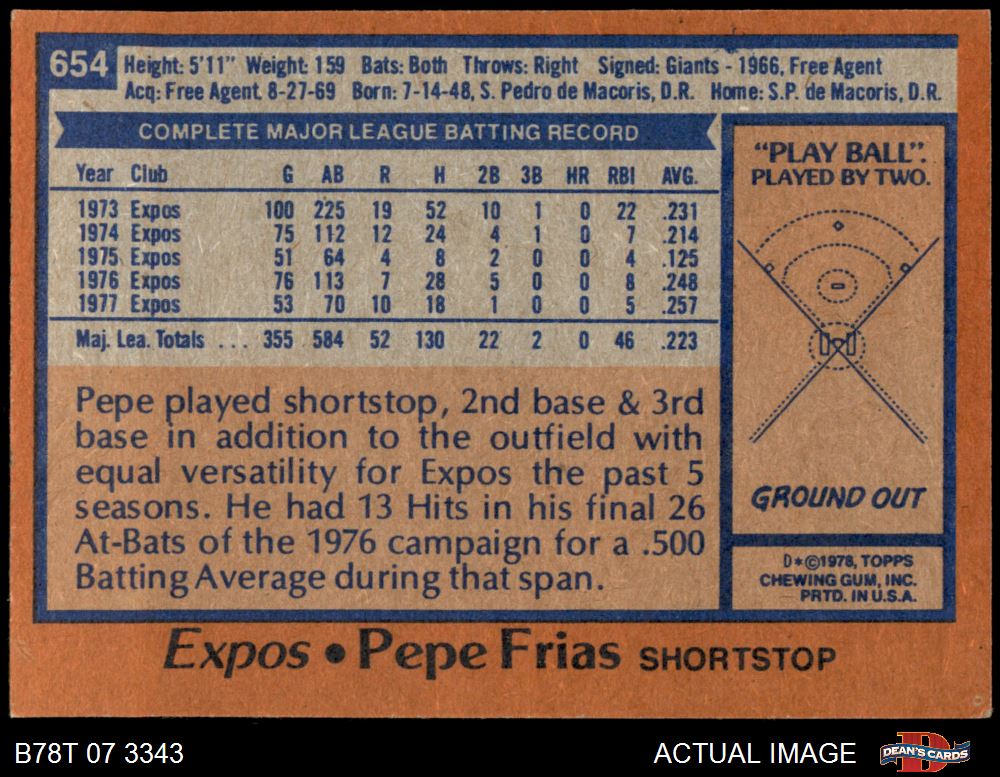 654
Height: 5'11" Weight: 159 Bats: Both Throws: Right Signed: Giants - 1966, Free Agent
Acq: Free Agent 8-27-69 Born: 7-14-48, S. Pedro de Macoris, D.R. Home: S.P. de Macoris, D.R.
COMPLETE MAJOR LEAGUE BATTING RECORD
Year Club G AB R H 2B 3B HR RBI AVG.
1973 Expos 100 225 19 52 10 1 0 22 .231
1974 Expos 75 112 12 24 4 1 0 7 .214
1975 Expos 51 64 4 8 2 0 0 4 .125
1976 Expos 76 113 7 28 5 0 0 8 .248
1977 Expos 53 70 10 18 1 0 0 5 .257
Maj. Lea. Totals ... 355 584 52 130 22 2 0 46 .223
Pepe played shortstop, 2nd base & 3rd
base in addition to the outfield with
equal versatility for Expos the past 5
seasons. He had 13 Hits in his final 26
At-Bats of the 1976 campaign for a .500
Batting Average during that span.
"PLAY BALL".
PLAYED BY TWO.
GROUND OUT
D*©1978, TOPPS
CHEWING GUM, INC.
PRTD. IN U.S.A.
Expos • Pepe Frias SHORTSTOP
B78T 07 3343
ACTUAL IMAGE
DEAN'S CARDS